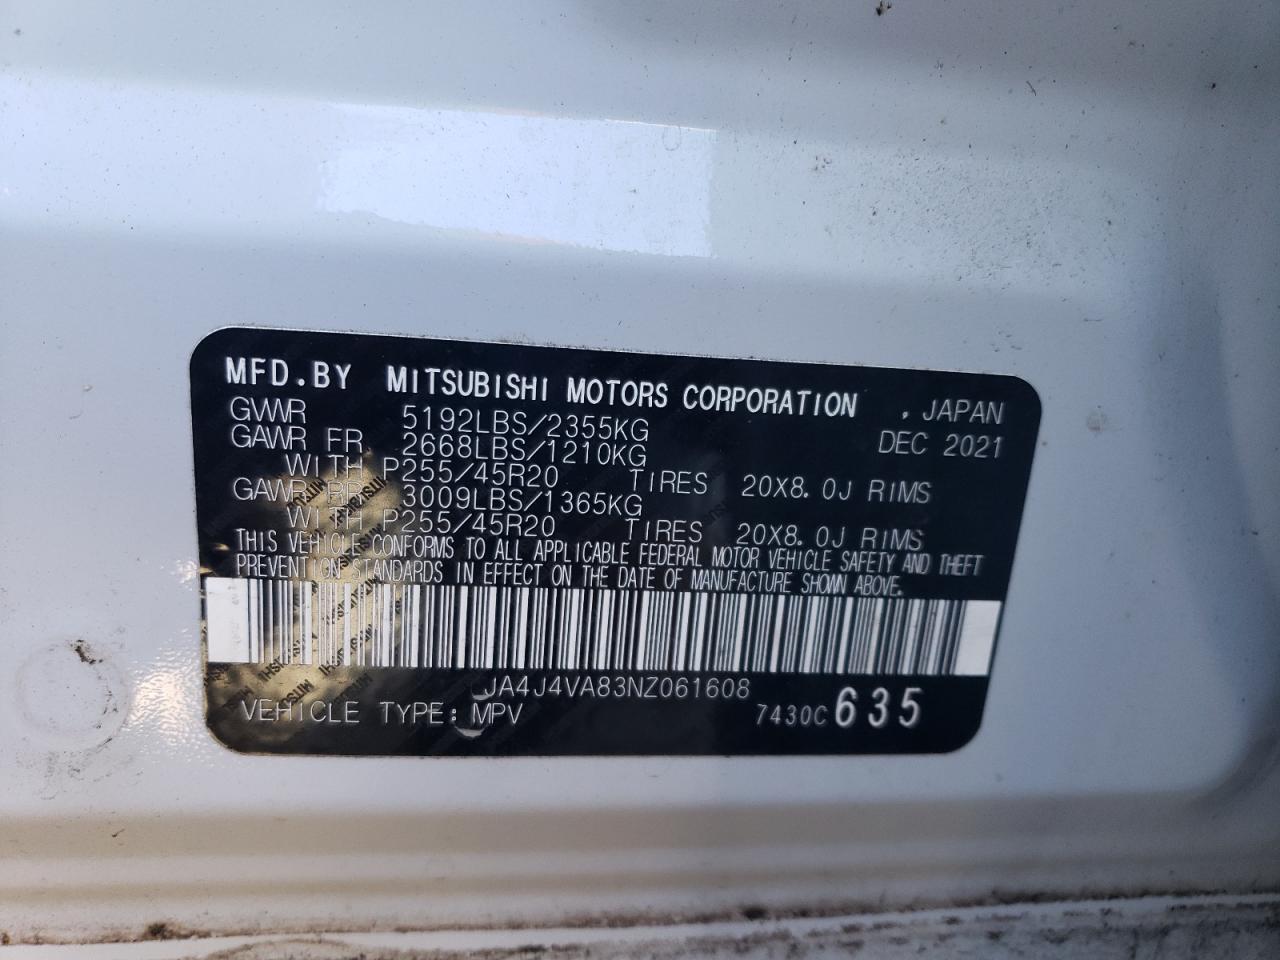 MFD.BY MITSUBISHI MOTORS CORPORATION , JAPAN
GVWR 5192LBS/2355KG DEC 2021
GAWR FR 2668LBS/1210KG
WITH P255/45R20 TIRES 20X8.0J RIMS
GAWR RR 3009LBS/1365KG
WITH P255/45R20 TIRES 20X8.0J RIMS
THIS VEHICLE CONFORMS TO ALL APPLICABLE FEDERAL MOTOR VEHICLE SAFETY AND THEFT
PREVENTION STANDARDS IN EFFECT ON THE DATE OF MANUFACTURE SHOWN ABOVE.
JA4J4VA83NZ061608
VEHICLE TYPE: MPV 7430C 635